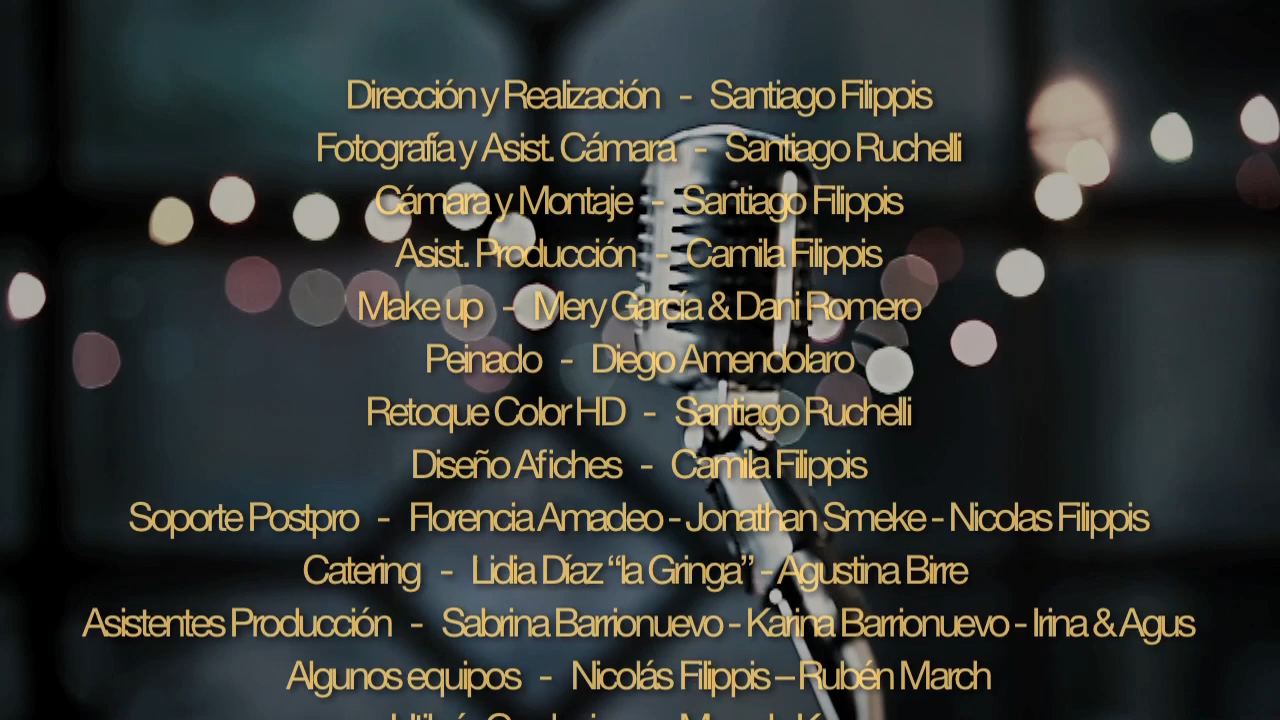 Dirección y Realización - Santiago Filippis
Fotografía y Asist. Cámara - Santiago Ruchelli
Cámara y Montaje - Santiago Filippis
Asist. Producción - Camila Filippis
Make up - Mery García & Dani Romero
Peinado - Diego Amendolaro
Retoque Color HD - Santiago Ruchelli
Diseño Afiches - Camila Filippis
Soporte Postpro - Florencia Amadeo - Jonathan Smeke - Nicolas Filippis
Catering - Lidia Díaz “la Gringa” - Agustina Birre
Asistentes Producción - Sabrina Barrionuevo - Karina Barrionuevo - Irina & Agus
Algunos equipos - Nicolás Filippis – Rubén March